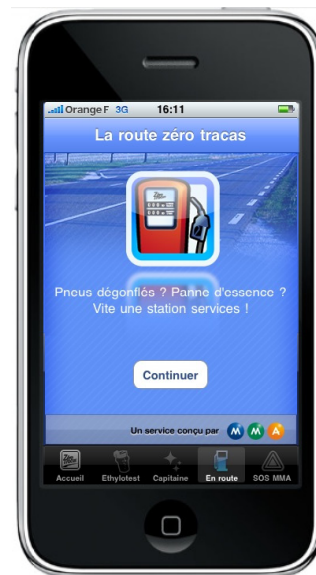 Orange F 3G 16:11
La route zéro tracas
Pneus dégonflés ? Panne d'essence ?
Vite une station services !
Continuer
Un service conçu par M M A
Accueil Ethylotest Capitaine En route SOS MMA